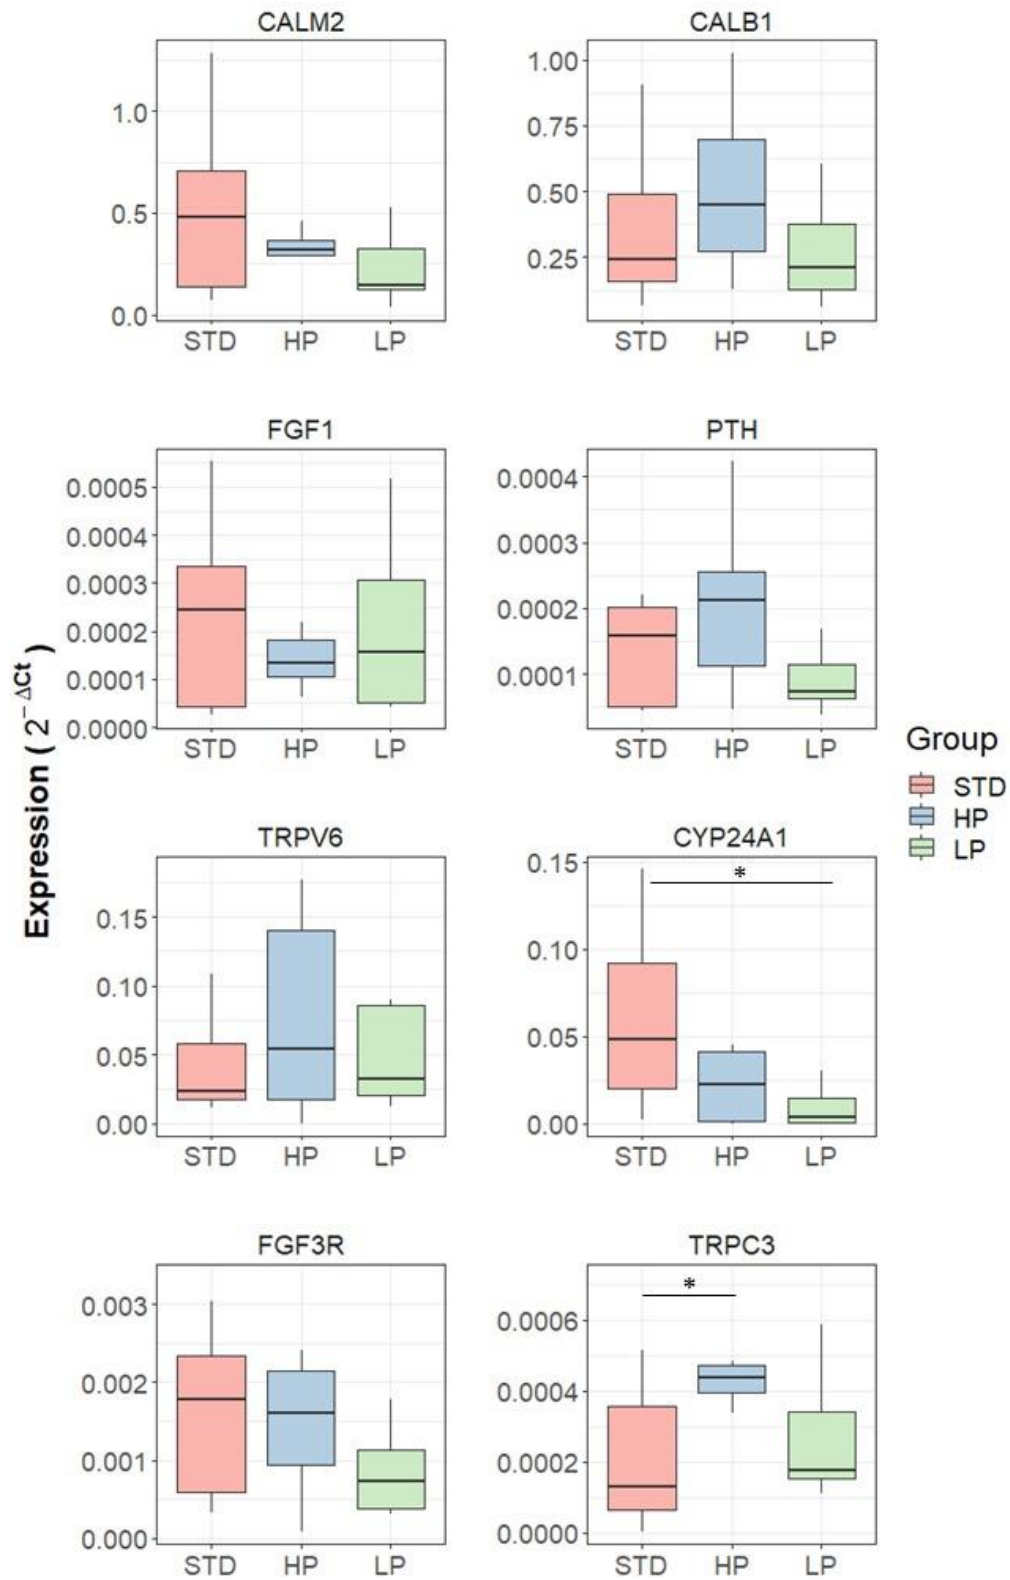 CALM2
CALB1
1.0
0.5
0.0
STD HP LP
1.00
0.75
0.50
0.25
STD HP LP
FGF1
PTH
0.0005
0.0004
0.0003
0.0002
0.0001
0.0000
STD HP LP
0.0004
0.0003
0.0002
0.0001
STD HP LP
Expression ( 2^−ΔCt )
TRPV6
CYP24A1
0.15
0.10
0.05
0.00
STD HP LP
0.15
0.10
0.05
0.00
*
STD HP LP
FGF3R
TRPC3
0.003
0.002
0.001
0.000
STD HP LP
0.0006
0.0004
0.0002
0.0000
*
STD HP LP
Group
STD
HP
LP